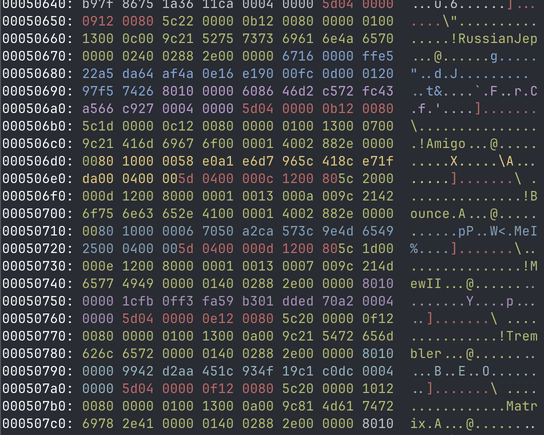 00050640: b97f 8675 1a36 11ca 0004 0000 5d04 0000 ...u.6......]...
00050650: 0912 0080 5c22 0000 0b12 0080 0000 0100 ....\"..........
00050660: 1300 0c00 9c21 5275 7373 6961 6e4a 6570 .....!RussianJep
00050670: 0000 0240 0288 2e00 0000 6716 0000 ffe5 ...@......g.....
00050680: 22a5 da64 af4a 0e16 e190 00fc 0d00 0120 "..d.J.........
00050690: 97f5 7426 8010 0000 6086 46d2 c572 fc43 ..t&....`.F..r.C
000506a0: a566 c927 0004 0000 5d04 0000 0b12 0080 .f.'....].......
000506b0: 5c1d 0000 0c12 0080 0000 0100 1300 0700 \...............
000506c0: 9c21 416d 6967 6f00 0001 4002 882e 0000 .!Amigo...@.....
000506d0: 0080 1000 0058 e0a1 e6d7 965c 418c e71f .....X.....\A...
000506e0: da00 0400 005d 0400 000c 1200 805c 2000 .....].......\ .
000506f0: 000d 1200 8000 0001 0013 000a 009c 2142 ..............!B
00050700: 6f75 6e63 652e 4100 0001 4002 882e 0000 ounce.A...@.....
00050710: 0080 1000 0006 7050 a2ca 573c 9e4d 6549 ......pP..W<.MeI
00050720: 2500 0400 005d 0400 000d 1200 805c 1d00 %....].......\..
00050730: 000e 1200 8000 0001 0013 0007 009c 214d ..............!M
00050740: 6577 4949 0000 0140 0288 2e00 0000 8010 ewII...@........
00050750: 0000 1cfb 0ff3 fa59 b301 dded 70a2 0004 .......Y....p...
00050760: 0000 5d04 0000 0e12 0080 5c20 0000 0f12 ..].......\ ....
00050770: 0080 0000 0100 1300 0a00 9c21 5472 656d ...........!Trem
00050780: 626c 6572 0000 0140 0288 2e00 0000 8010 bler...@........
00050790: 0000 9942 d2aa 451c 934f 19c1 c0dc 0004 ...B..E..O......
000507a0: 0000 5d04 0000 0f12 0080 5c20 0000 1012 ..].......\ ....
000507b0: 0080 0000 0100 1300 0a00 9c81 4d61 7472 ............Matr
000507c0: 6978 2e41 0000 0140 0288 2e00 0000 8010 ix.A...@........